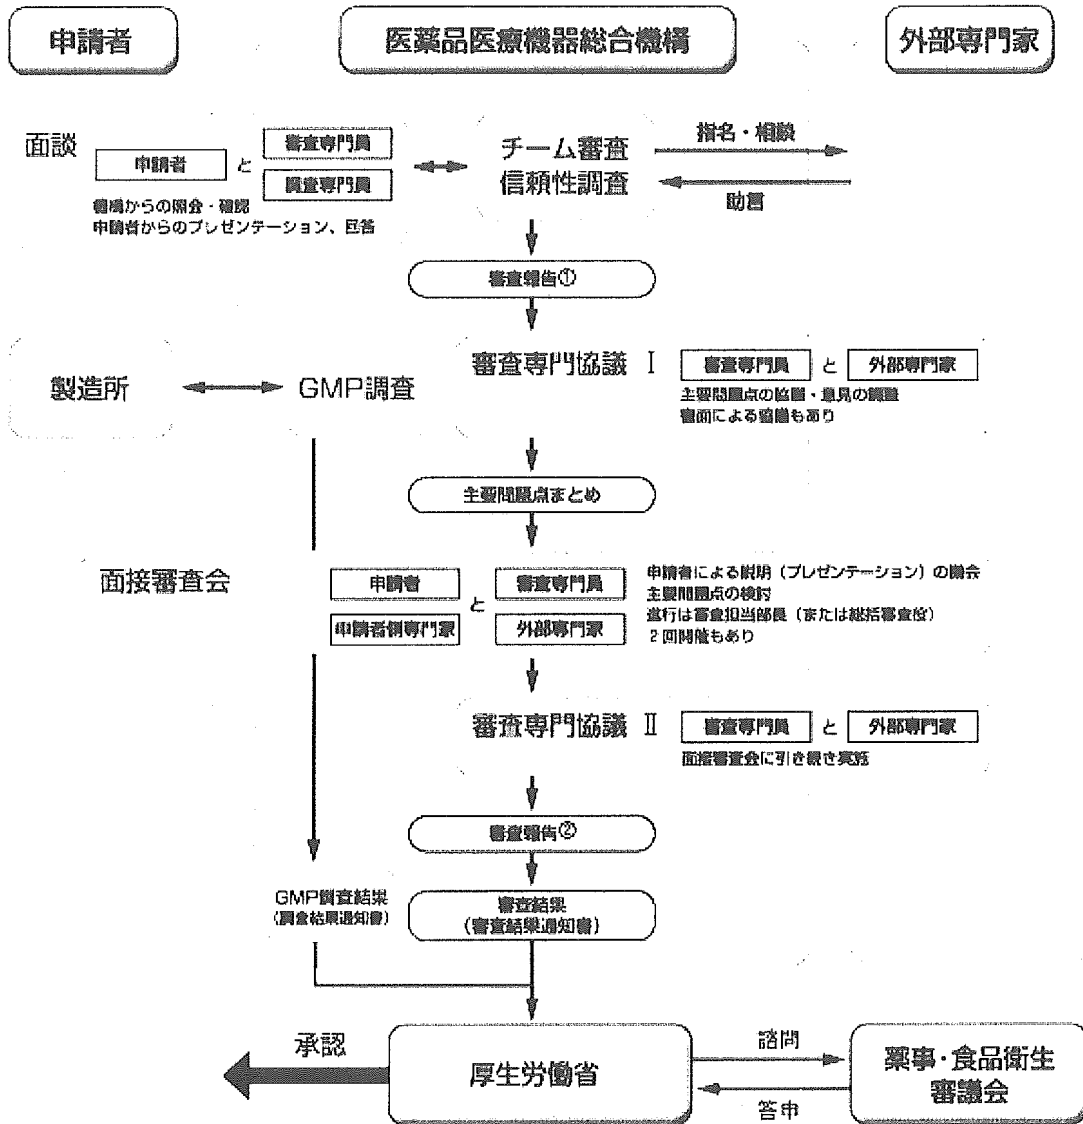 申請者
医薬品医療機器総合機構
外部専門家
面談
申請者
と
審査専門員
調査専門員
機構からの照会・確認
申請者からのプレゼンテーション、回答
チーム審査
信頼性調査
指名・相談
助言
審査報告①
製造所
GMP調査
審査専門協議 Ⅰ
審査専門員
と
外部専門家
主要問題点の協議・意見の調整
書面による協議もあり
主要問題点まとめ
面接審査会
申請者
申請者側専門家
と
審査専門員
外部専門家
申請者による説明（プレゼンテーション）の機会
主要問題点の検討
進行は審査担当部長（または総括審査役）
２回開催もあり
審査専門協議 Ⅱ
審査専門員
と
外部専門家
面接審査会に引き続き実施
審査報告②
GMP調査結果
（調査結果通知書）
審査結果
（審査結果通知書）
承認
厚生労働省
諮問
答申
薬事・食品衛生
審議会